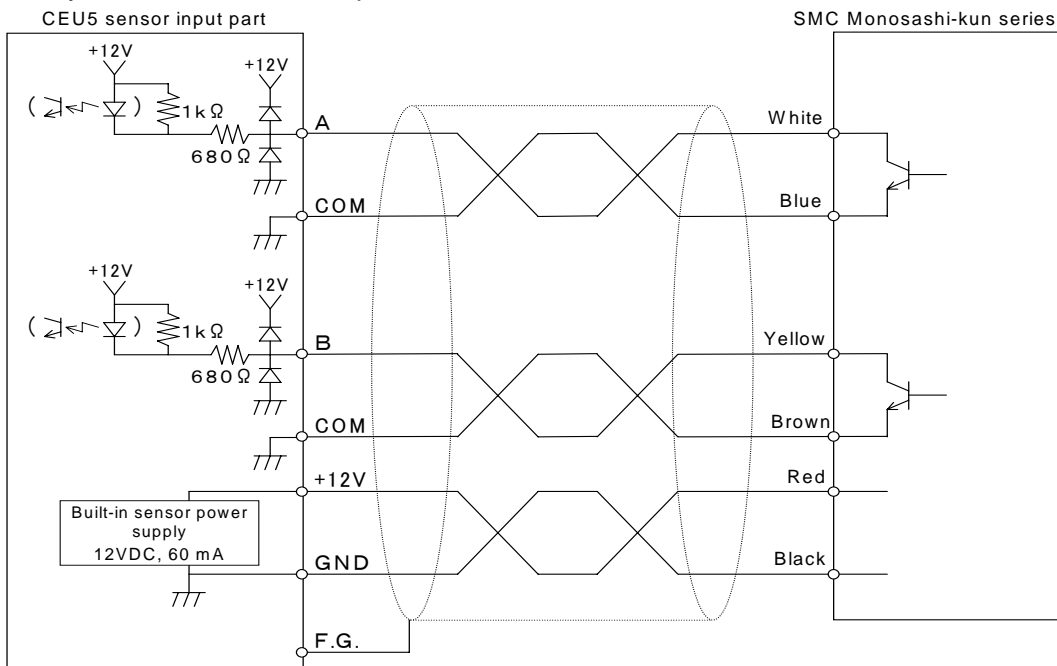 CEU5 sensor input part
SMC Monosashi-kun series
+12V
+12V
( )
1kΩ
680Ω
A
White
COM
Blue
+12V
+12V
( )
1kΩ
680Ω
B
Yellow
COM
Brown
+12V
Red
Built-in sensor power
supply
12VDC, 60 mA
GND
Black
F.G.